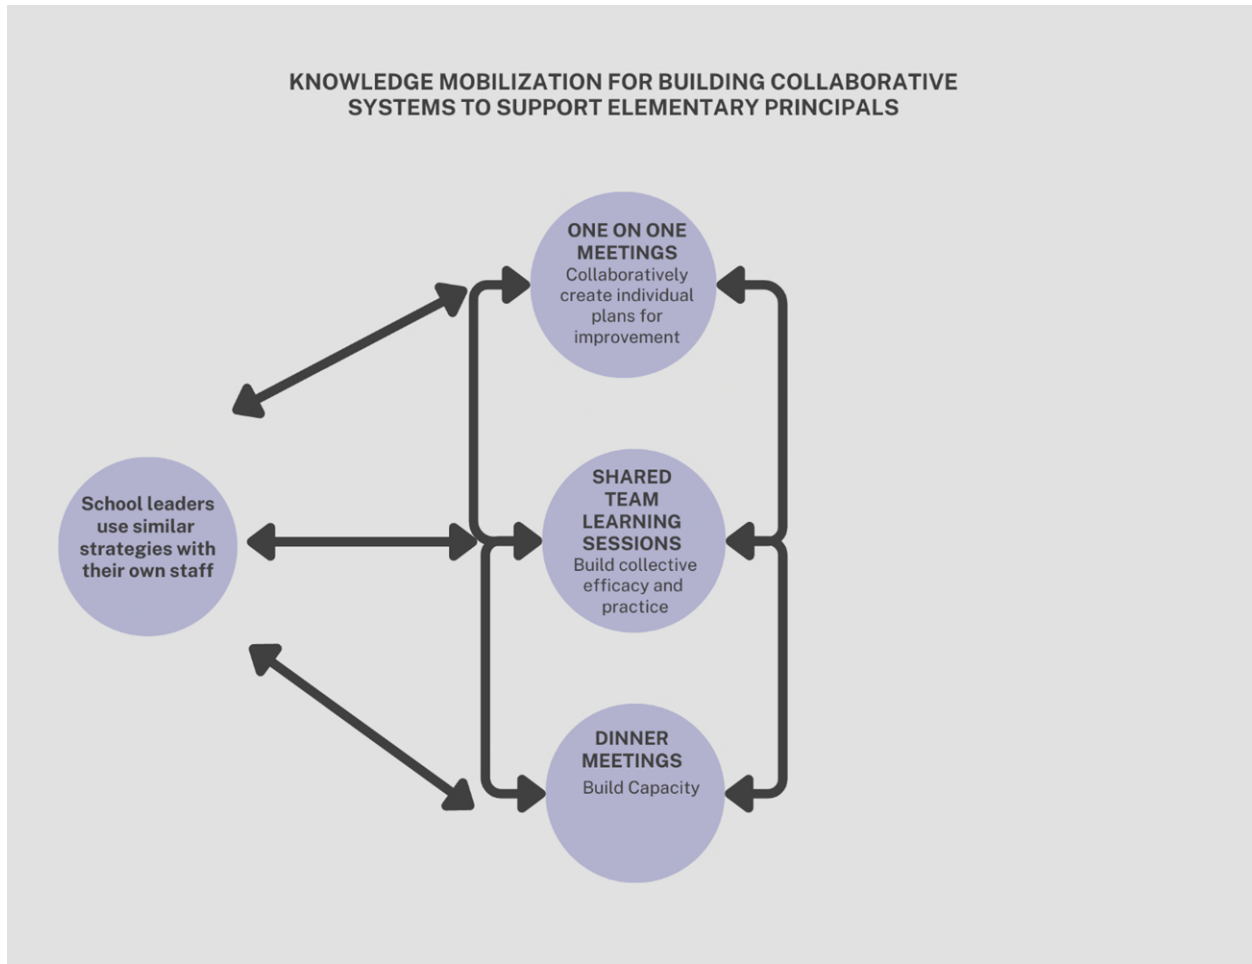 KNOWLEDGE MOBILIZATION FOR BUILDING COLLABORATIVE
SYSTEMS TO SUPPORT ELEMENTARY PRINCIPALS
ONE ON ONE
MEETINGS
Collaboratively
create individual
plans for
improvement
School leaders
use similar
strategies with
their own staff
SHARED
TEAM
LEARNING
SESSIONS
Build collective
efficacy and
practice
DINNER
MEETINGS
Build Capacity